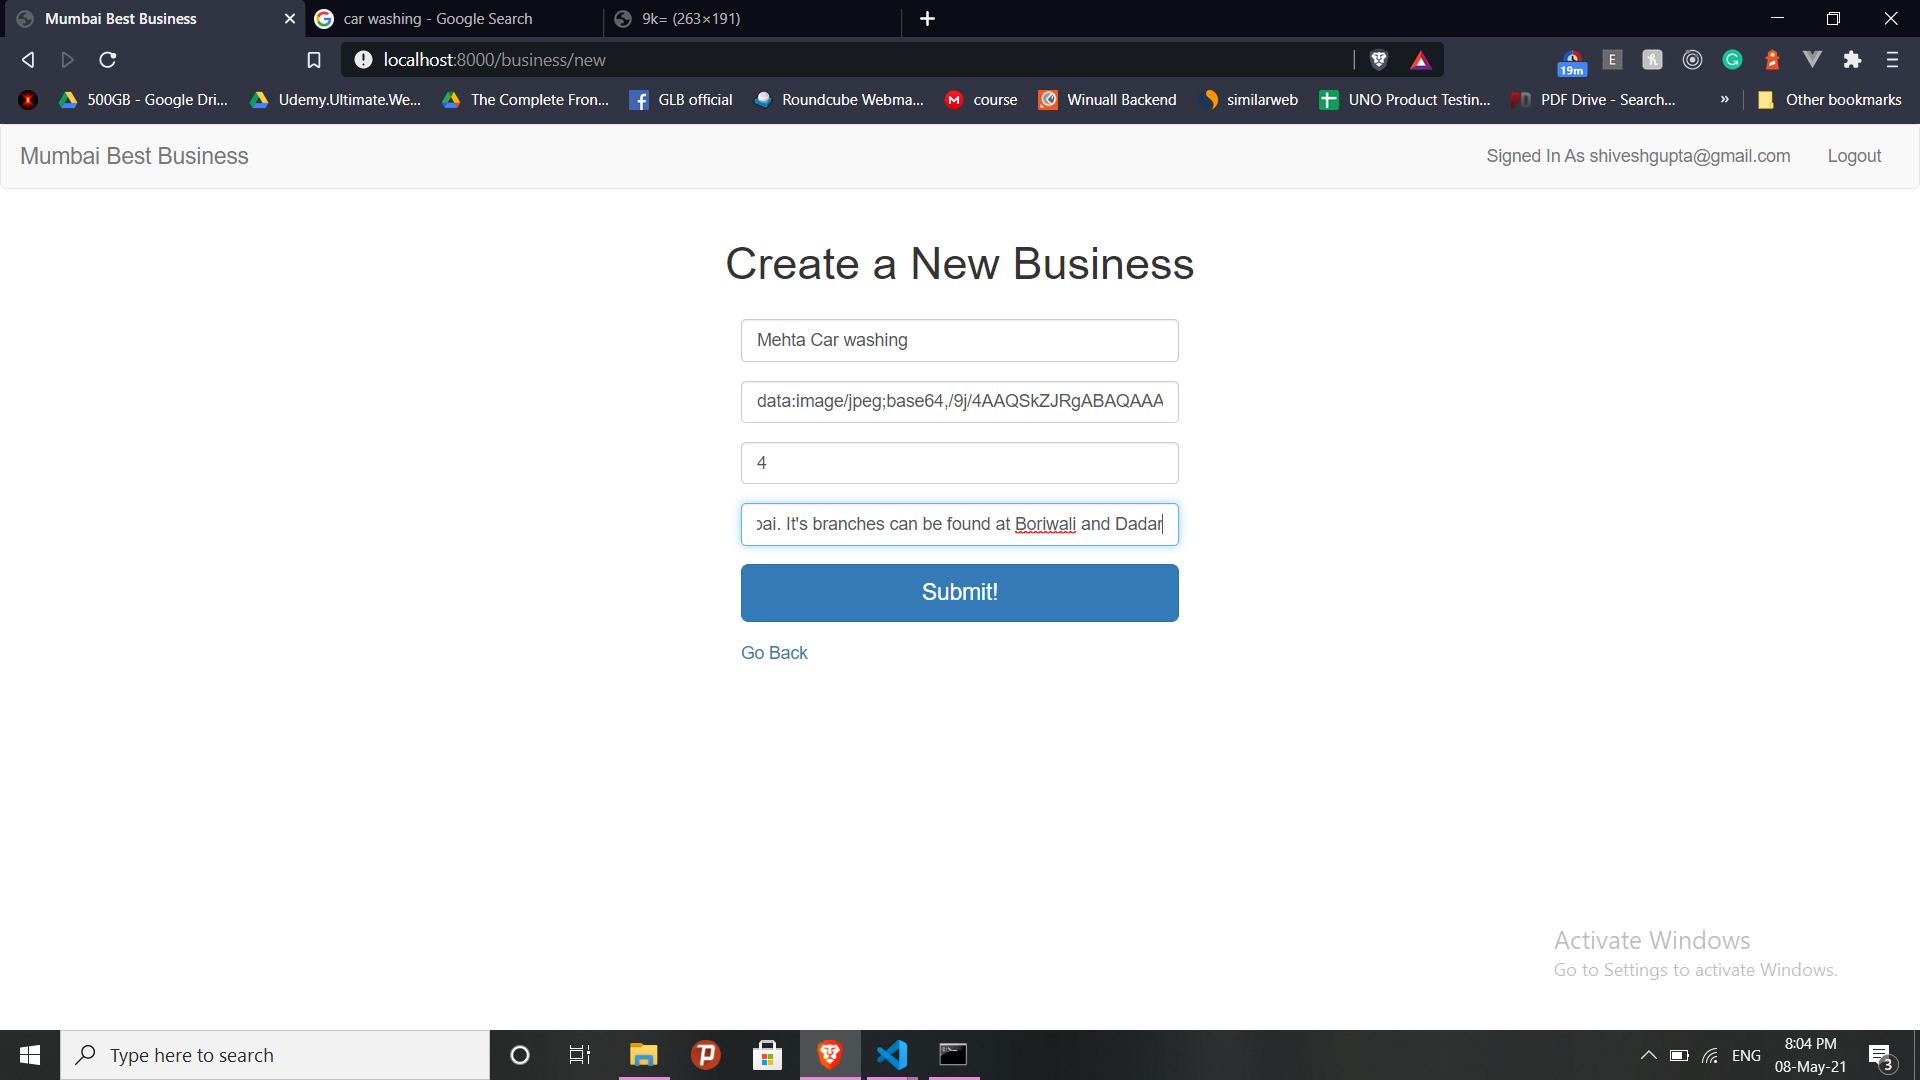 Mumbai Best Business
car washing - Google Search
9k= (263×191)
localhost:8000/business/new
19m
E
500GB - Google Dri...
Udemy.Ultimate.We...
The Complete Fron...
GLB official
Roundcube Webma...
M
course
Winuall Backend
similarweb
UNO Product Testin...
PD
PDF Drive - Search...
»
Other bookmarks
Mumbai Best Business
Signed In As shiveshgupta@gmail.com
Logout
Create a New Business
Mehta Car washing
data:image/jpeg;base64,/9j/4AAQSkZJRgABAQAAA
4
bai. It's branches can be found at Boriwali and Dadar
Submit!
Go Back
Activate Windows
Go to Settings to activate Windows.
Type here to search
ENG
8:04 PM
08-May-21
3